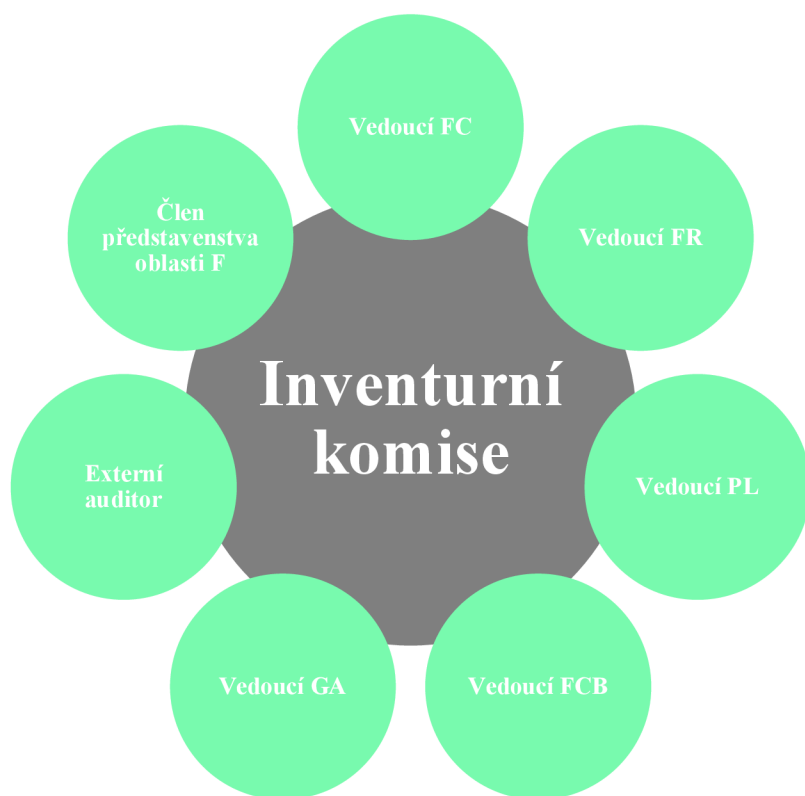 Vedoucí FC
Člen
představenstva
oblasti F
Vedoucí FR
Inventurní
komise
Externí
auditor
Vedoucí PL
Vedoucí GA
Vedoucí FCB